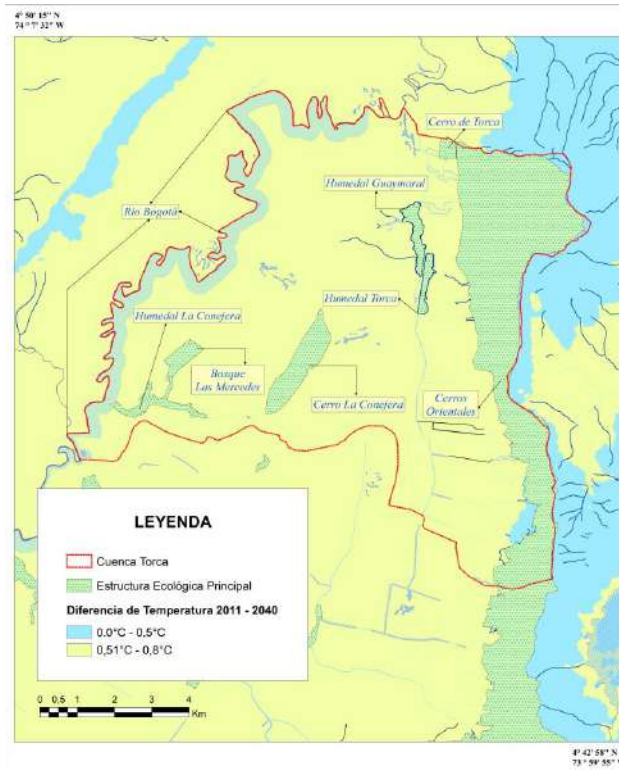 4° 50' 15" N
74° 7' 32" W
Cerro de Torca
Humedal Guaymaral
Río Bogotá
Humedal Torca
Humedal La Conejera
Bosque
Las Mercedes
Cerro La Conejera
Cerros
Orientales
LEYENDA
Cuenca Torca
Estructura Ecológica Principal
Diferencia de Temperatura 2011 - 2040
0.0°C - 0,5°C
0,51°C - 0,8°C
0 0,5 1 2 3 4
Km
4° 42' 58" N
73° 59' 55"